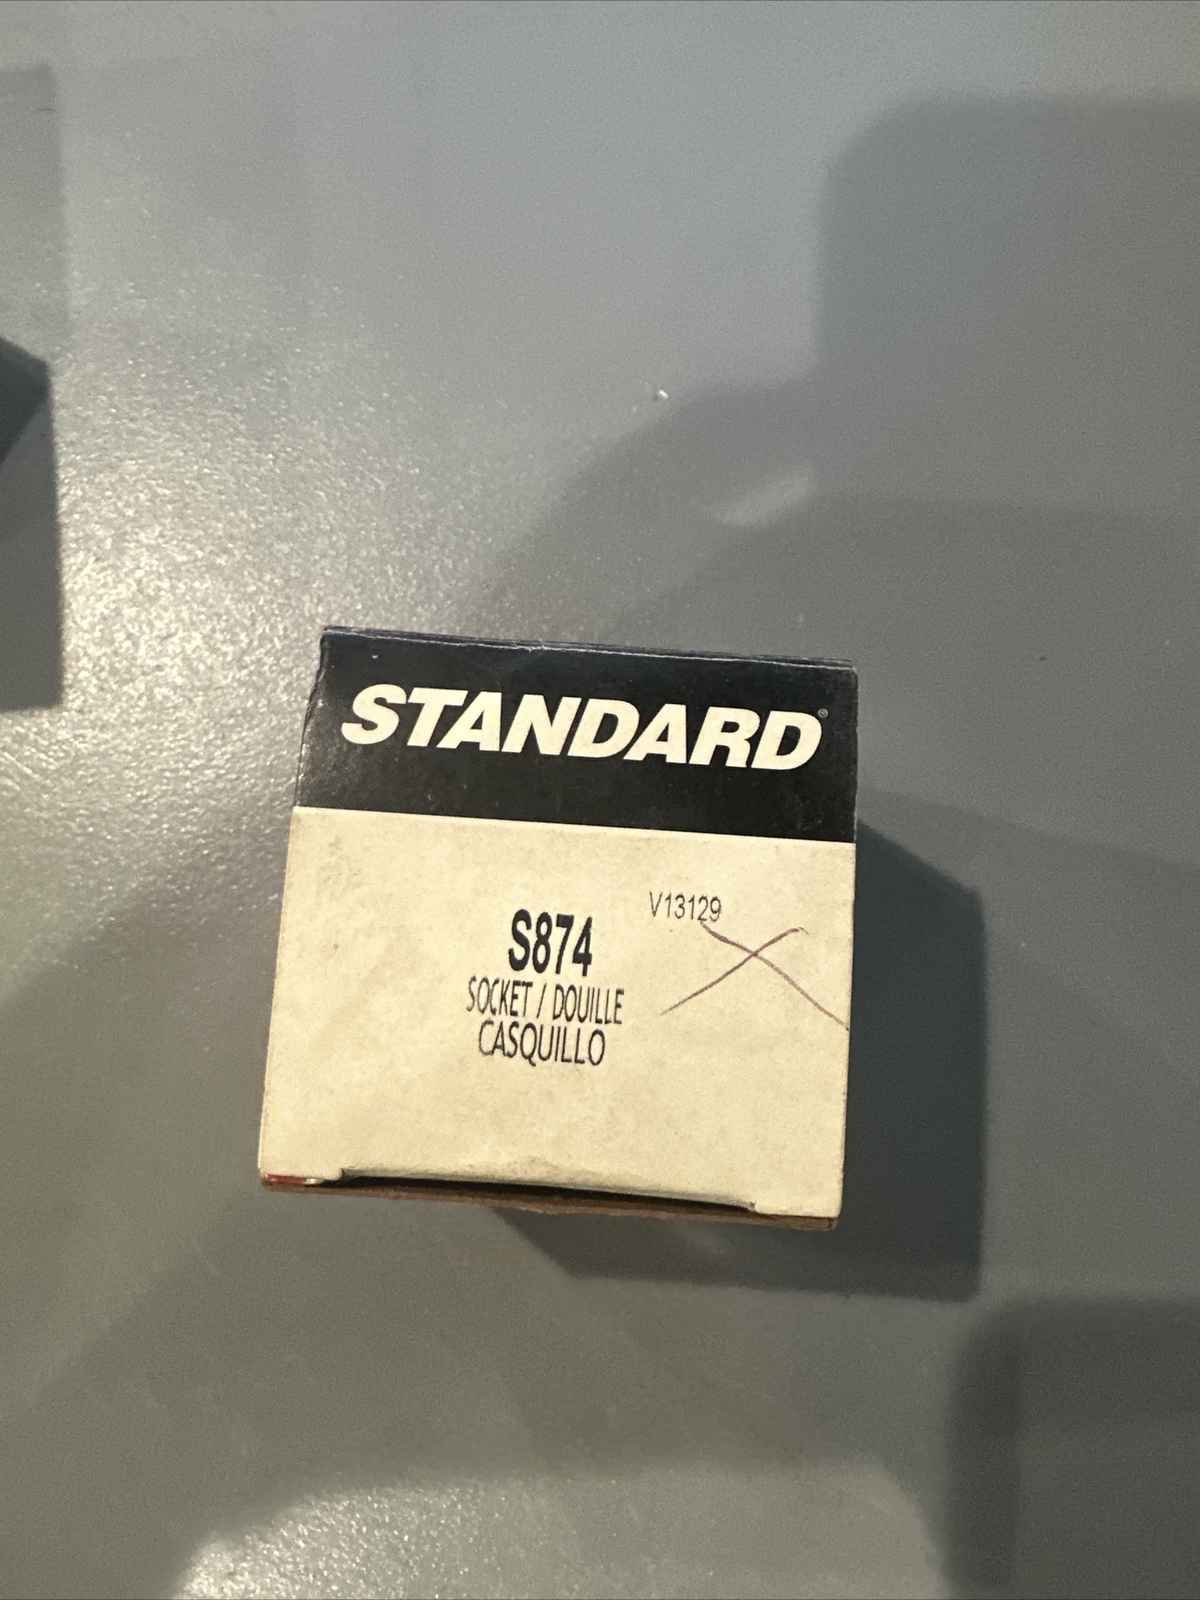 STANDARD®
V13129
S874
SOCKET / DOUILLE
CASQUILLO